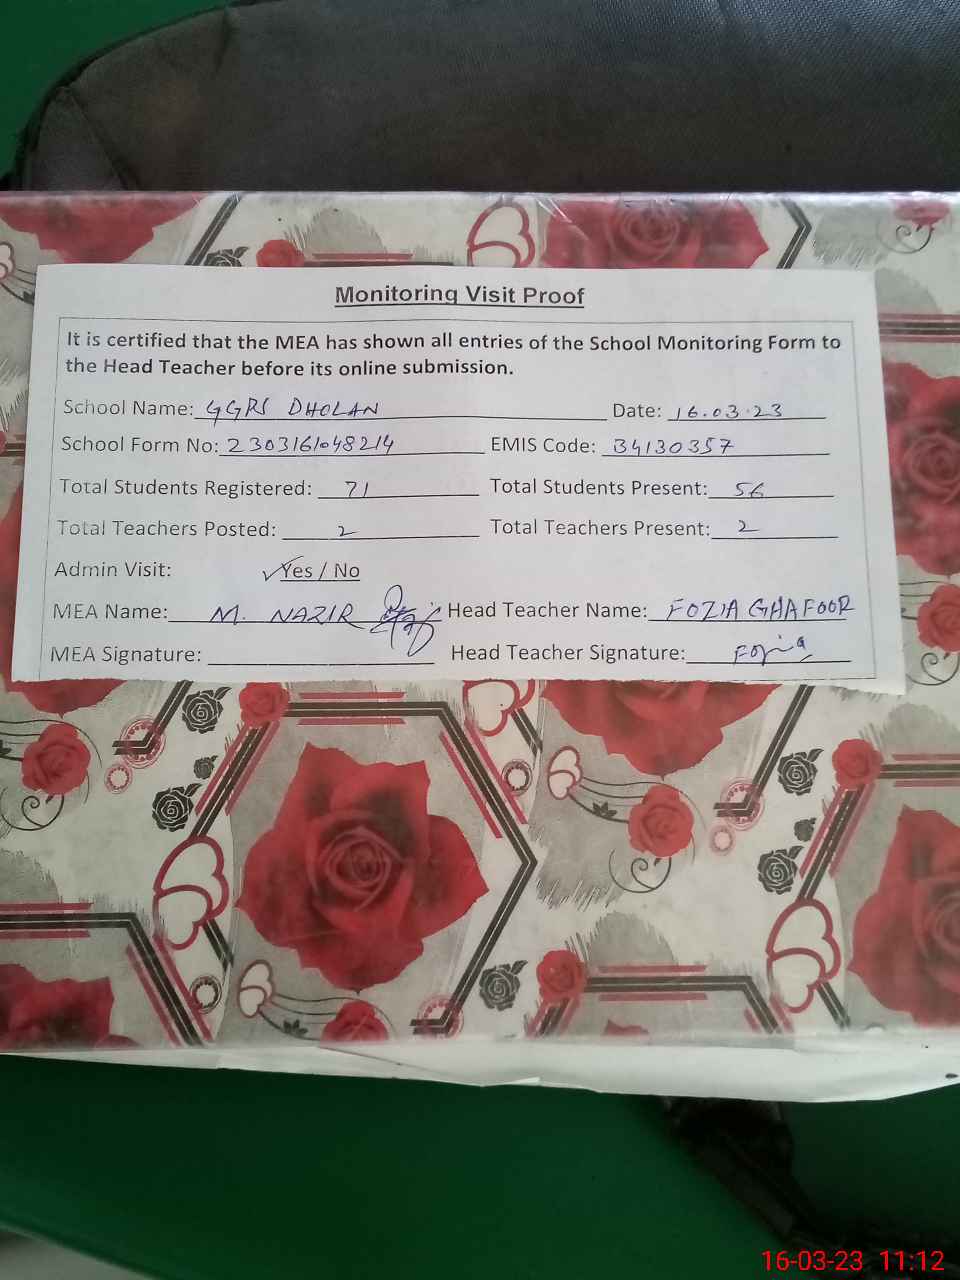 Monitoring Visit Proof
It is certified that the MEA has shown all entries of the School Monitoring Form to
the Head Teacher before its online submission.
School Name: GGPS DHOLAN Date: 16.03.23
School Form No: 2303161048214 EMIS Code: 34130357
Total Students Registered: 71 Total Students Present: 56
Total Teachers Posted: 2 Total Teachers Present: 2
Admin Visit: ✓Yes / No
MEA Name: M. NAZIR Head Teacher Name: FOZIA GHAFOOR
MEA Signature: Head Teacher Signature: Fozia
16-03-23 11:12